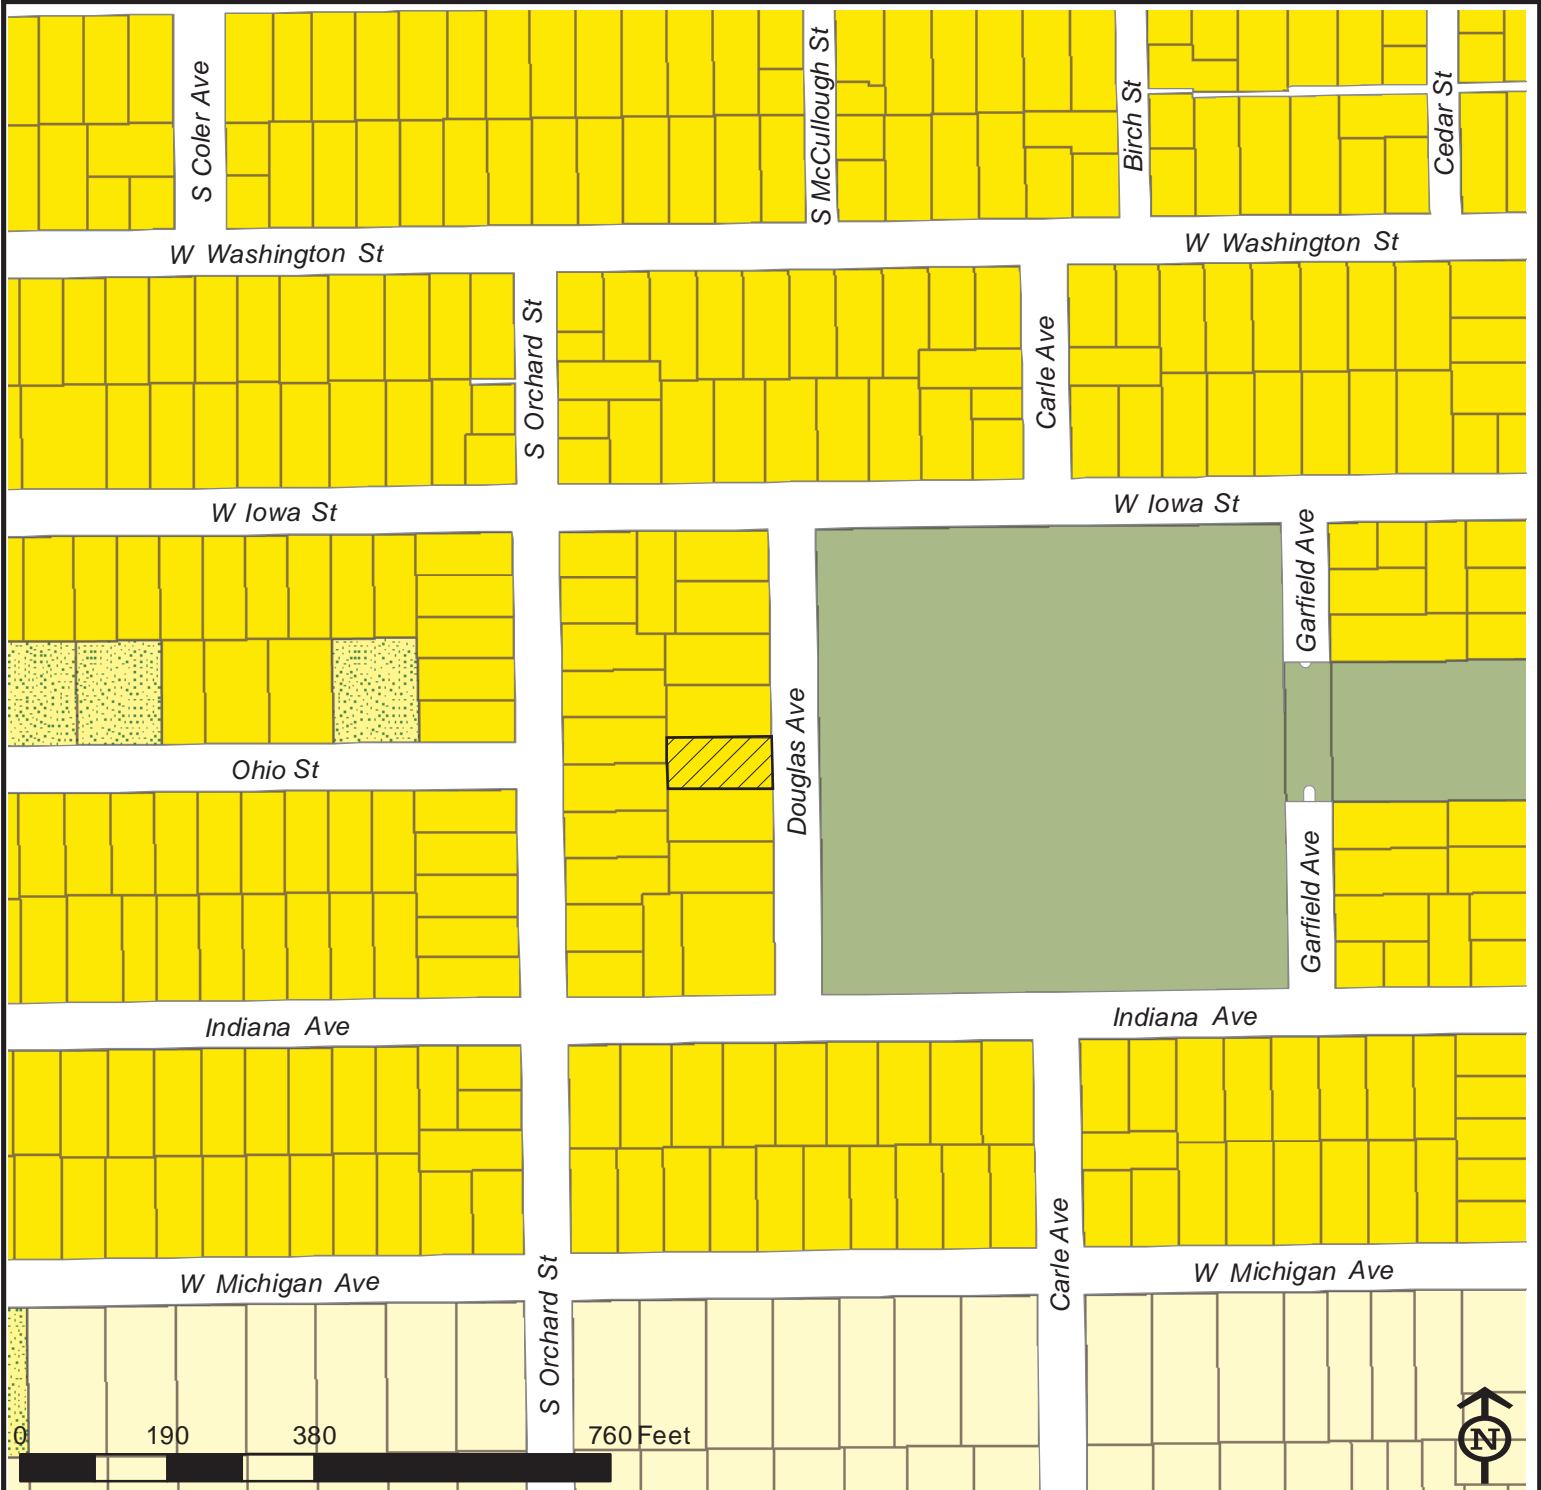 S Coler Ave
S McCullough St
Birch St
Cedar St
W Washington St
W Washington St
S Orchard St
Carle Ave
W Iowa St
W Iowa St
Garfield Ave
Douglas Ave
Ohio St
Garfield Ave
Indiana Ave
Indiana Ave
Carle Ave
W Michigan Ave
W Michigan Ave
S Orchard St
0 190 380 760 Feet
N